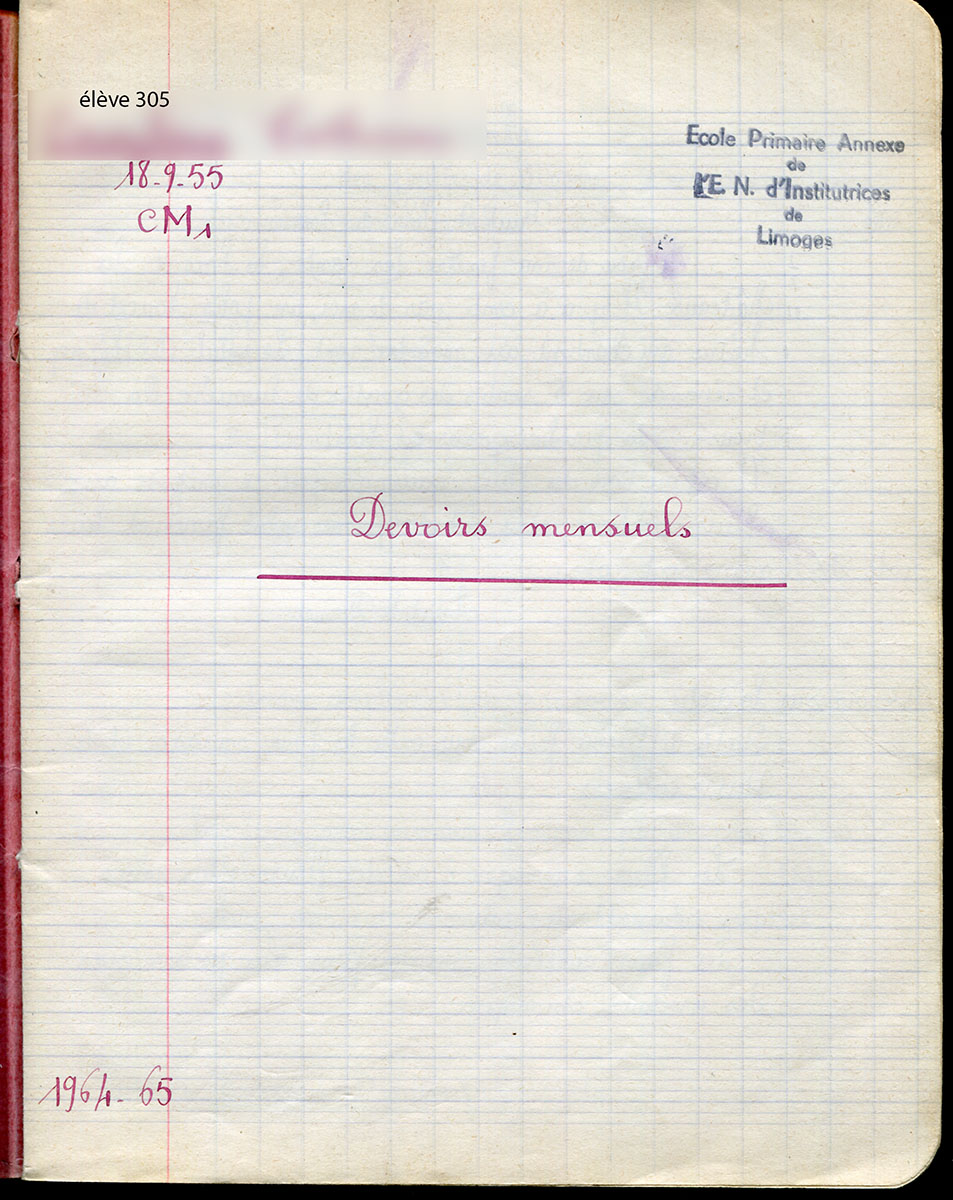 élève 305
18-9-55
CM1
Ecole Primaire Annexe
de
l'E. N. d'Institutrices
de
Limoges
Devoirs mensuels
1964-65